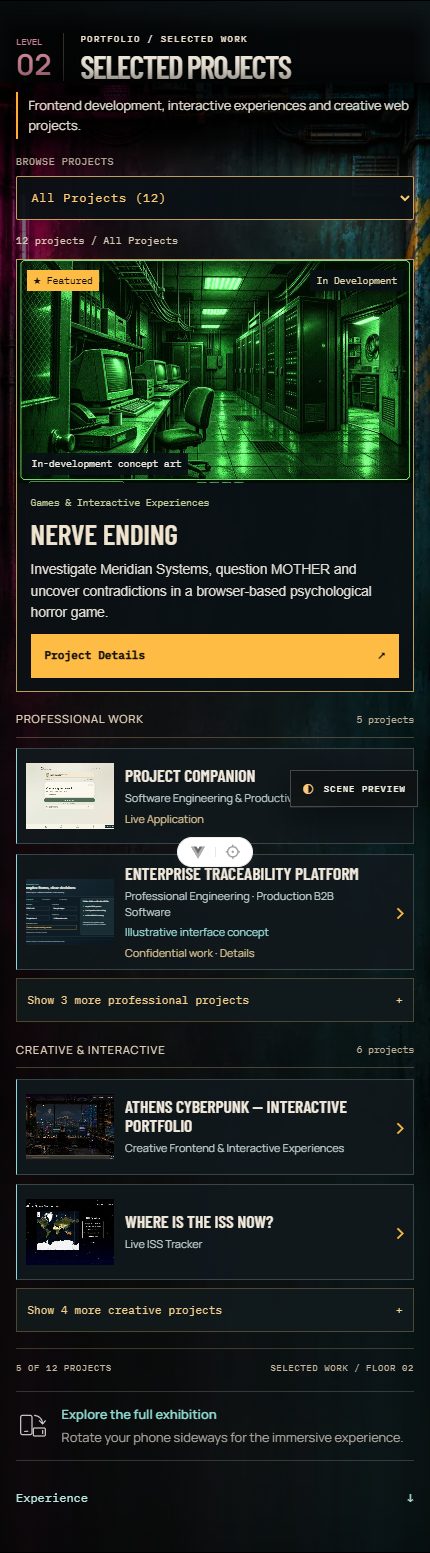 LEVEL
02
PORTFOLIO / SELECTED WORK
SELECTED PROJECTS
Frontend development, interactive experiences and creative web
projects.
BROWSE PROJECTS
All Projects (12)
12 projects / All Projects
★ Featured
In Development
In-development concept art
Games & Interactive Experiences
NERVE ENDING
Investigate Meridian Systems, question MOTHER and
uncover contradictions in a browser-based psychological
horror game.
Project Details ↗
PROFESSIONAL WORK
5 projects
PROJECT COMPANION
Software Engineering & Productiv
Live Application
SCENE PREVIEW
ENTERPRISE TRACEABILITY PLATFORM
Professional Engineering · Production B2B
Software
Illustrative interface concept
Confidential work · Details
Show 3 more professional projects +
CREATIVE & INTERACTIVE
6 projects
ATHENS CYBERPUNK — INTERACTIVE
PORTFOLIO
Creative Frontend & Interactive Experiences
WHERE IS THE ISS NOW?
Live ISS Tracker
Show 4 more creative projects +
5 OF 12 PROJECTS
SELECTED WORK / FLOOR 02
Explore the full exhibition
Rotate your phone sideways for the immersive experience.
Experience ↓